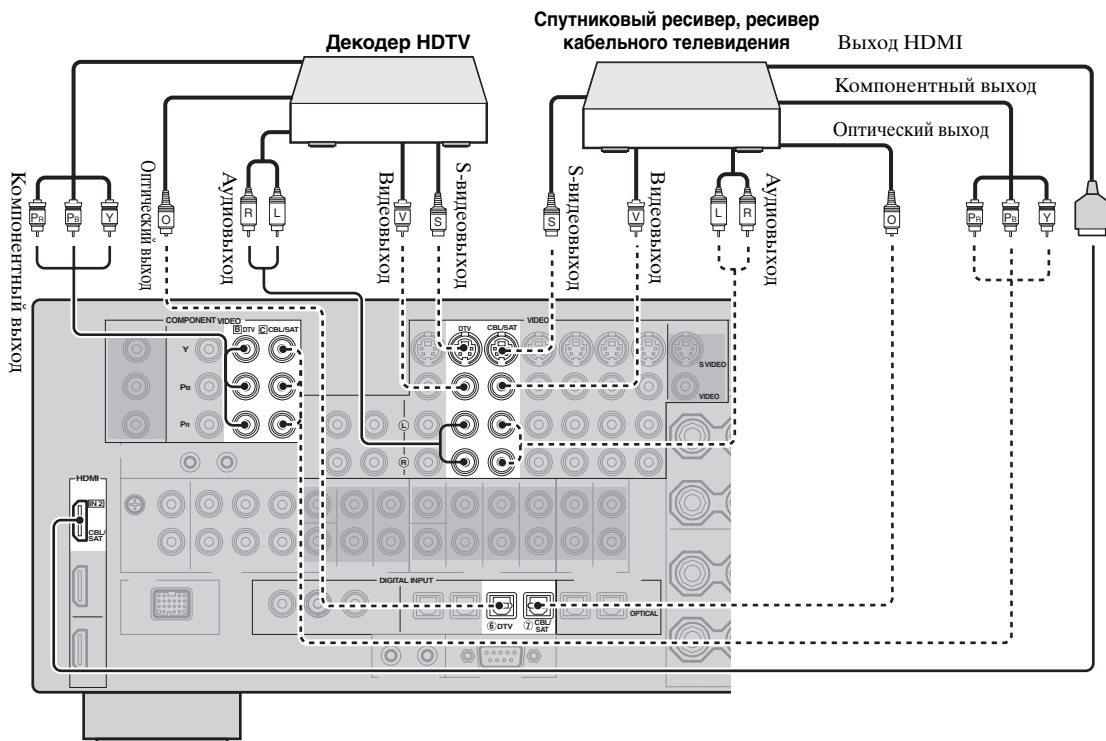 Спутниковый ресивер, ресивер
кабельного телевидения
Декодер HDTV
Выход HDMI
Компонентный выход
Оптический выход
Компонентный выход
Оптический выход
Аудиовыход
Видеовыход
S-видеовыход
S-видеовыход
Видеовыход
Аудиовыход
PR PB Y
O
R L
V
S
S
V
L R
O
PR PB Y
COMPONENT VIDEO
B DTV C CBL/SAT
Y
PB
PR
VIDEO
DTV CBL/SAT
S VIDEO
VIDEO
L
R
HDMI
IN 2
CBL/
SAT
DIGITAL INPUT
6 DTV
7 CBL/
SAT
OPTICAL